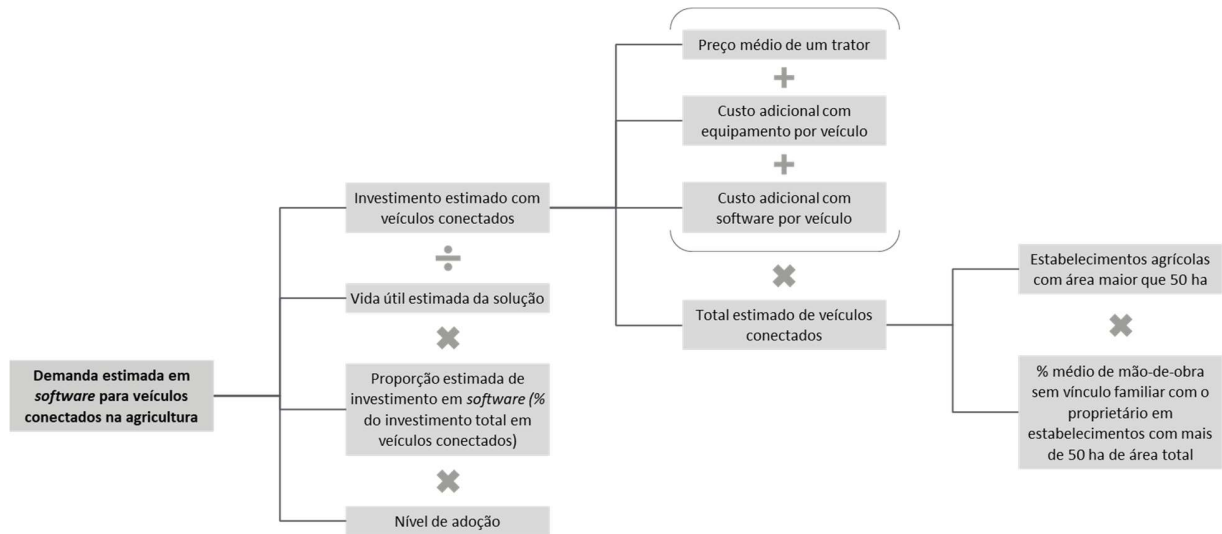 Demanda estimada em
software para veículos
conectados na agricultura
Investimento estimado com
veículos conectados
÷
Vida útil estimada da solução
×
Proporção estimada de
investimento em software (%
do investimento total em
veículos conectados)
×
Nível de adoção
Preço médio de um trator
+
Custo adicional com
equipamento por veículo
+
Custo adicional com
software por veículo
×
Total estimado de veículos
conectados
Estabelecimentos agrícolas
com área maior que 50 ha
×
% médio de mão-de-obra
sem vínculo familiar com o
proprietário em
estabelecimentos com mais
de 50 ha de área total